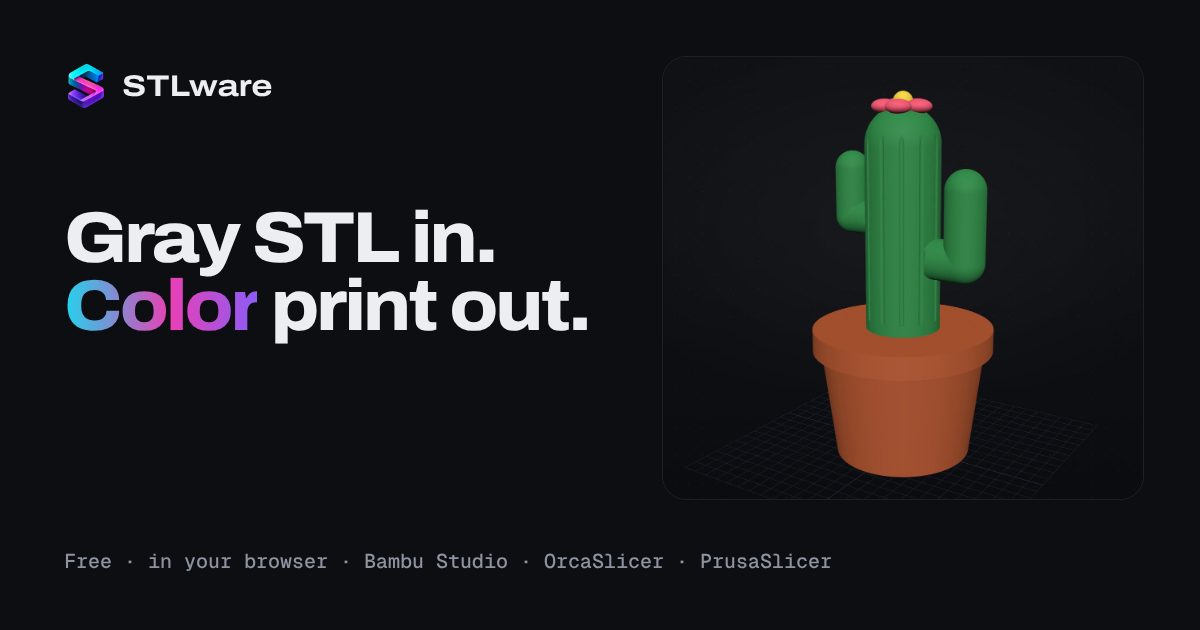 STLware
Gray STL in.
Color print out.
Free · in your browser · Bambu Studio · OrcaSlicer · PrusaSlicer